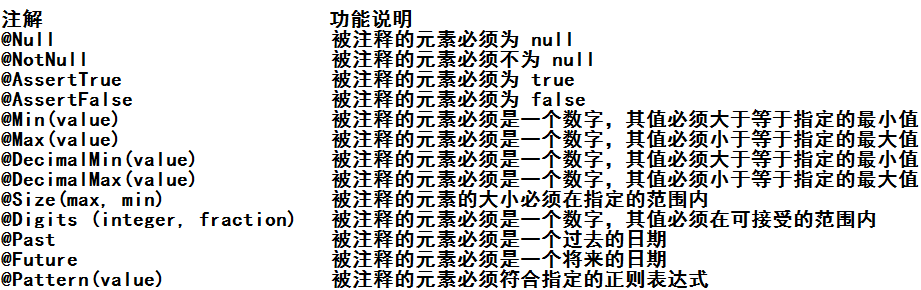 注解 功能说明
@Null 被注释的元素必须为 null
@NotNull 被注释的元素必须不为 null
@AssertTrue 被注释的元素必须为 true
@AssertFalse 被注释的元素必须为 false
@Min(value) 被注释的元素必须是一个数字，其值必须大于等于指定的最小值
@Max(value) 被注释的元素必须是一个数字，其值必须小于等于指定的最大值
@DecimalMin(value) 被注释的元素必须是一个数字，其值必须大于等于指定的最小值
@DecimalMax(value) 被注释的元素必须是一个数字，其值必须小于等于指定的最大值
@Size(max, min) 被注释的元素的大小必须在指定的范围内
@Digits (integer, fraction) 被注释的元素必须是一个数字，其值必须在可接受的范围内
@Past 被注释的元素必须是一个过去的日期
@Future 被注释的元素必须是一个将来的日期
@Pattern(value) 被注释的元素必须符合指定的正则表达式